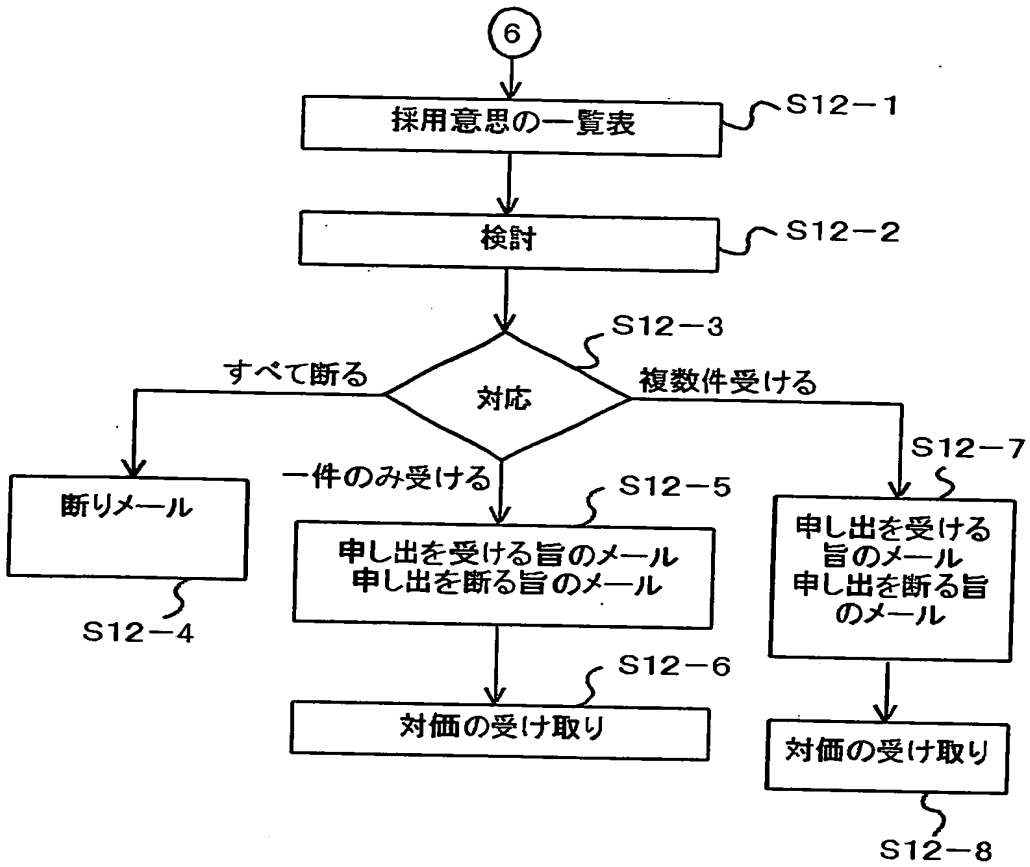 6
採用意思の一覧表
S12-1
検討
S12-2
S12-3
対応
すべて断る
複数件受ける
一件のみ受ける
断りメール
S12-4
S12-5
申し出を受ける旨のメール
申し出を断る旨のメール
S12-6
対価の受け取り
S12-7
申し出を受ける
旨のメール
申し出を断る旨
のメール
対価の受け取り
S12-8